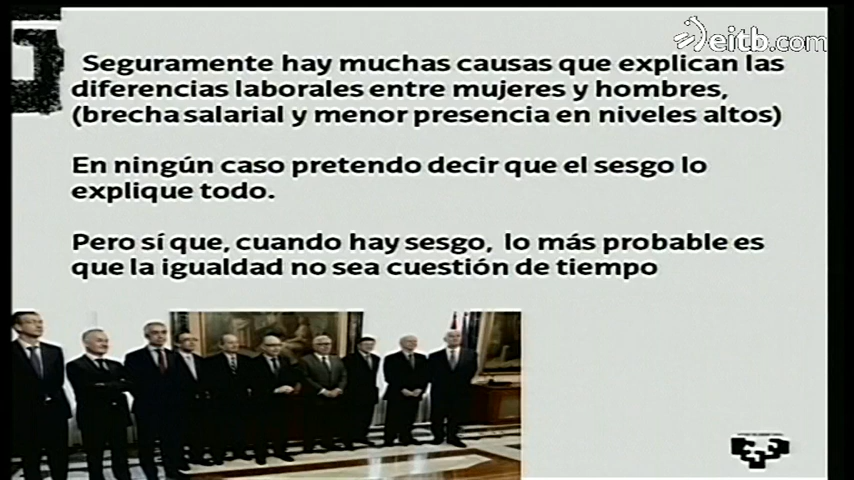 eitb.com
Seguramente hay muchas causas que explican las
diferencias laborales entre mujeres y hombres,
(brecha salarial y menor presencia en niveles altos)
En ningún caso pretendo decir que el sesgo lo
explique todo.
Pero sí que, cuando hay sesgo, lo más probable es
que la igualdad no sea cuestión de tiempo